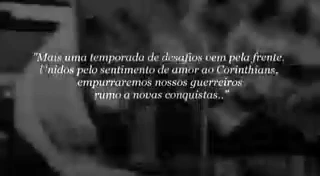 "Mais uma temporada de desafios vem pela frente,
Unidos pelo sentimento de amor ao Corinthians,
empurraremos nossos guerreiros
rumo a novas conquistas.."